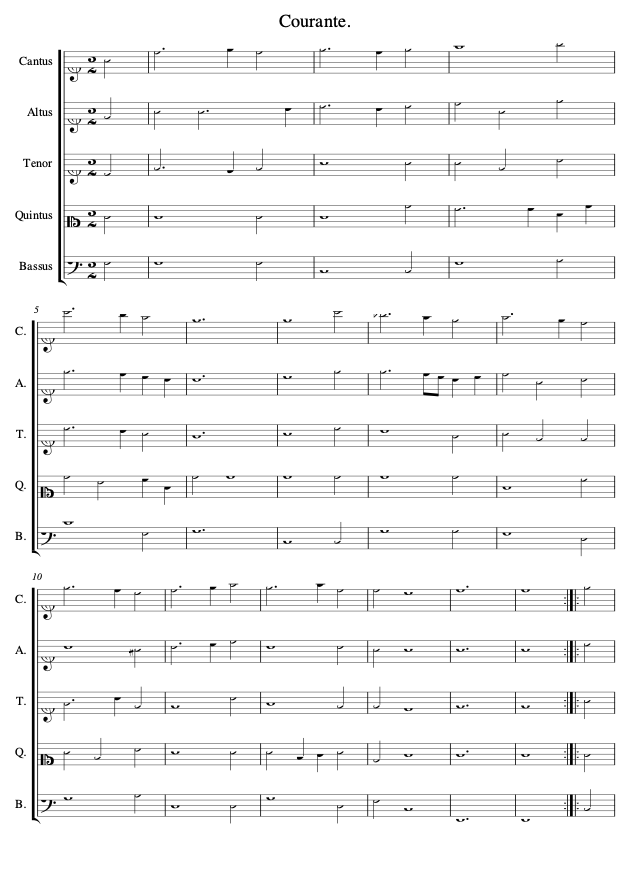 Courante.
Cantus
Altus
Tenor
Quintus
Bassus
5
C.
A.
T.
Q.
B.
10
C.
A.
T.
Q.
B.